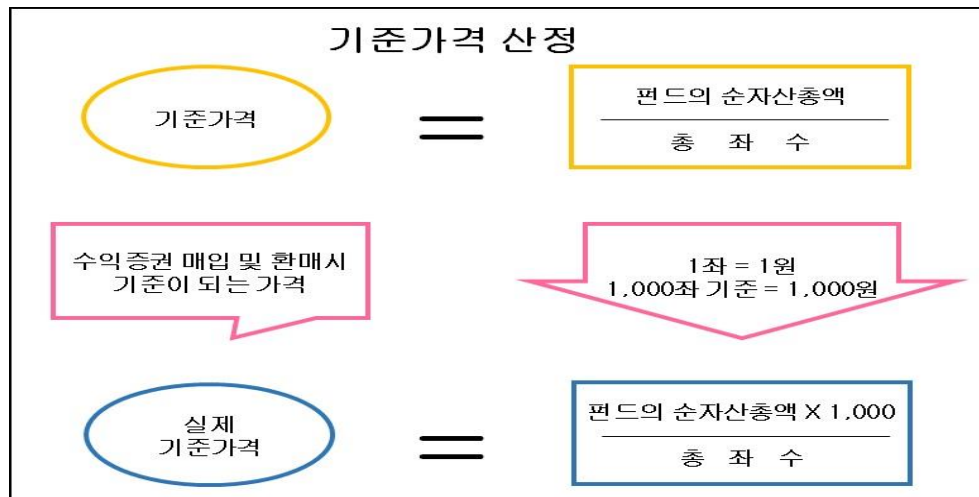 기준가격 산정
기준가격
=
펀드의 순자산총액
총 좌 수
수익증권 매입 및 환매시
기준이 되는 가격
1좌 = 1원
1,000좌 기준 = 1,000원
실제
기준가격
=
펀드의 순자산총액 X 1,000
총 좌 수